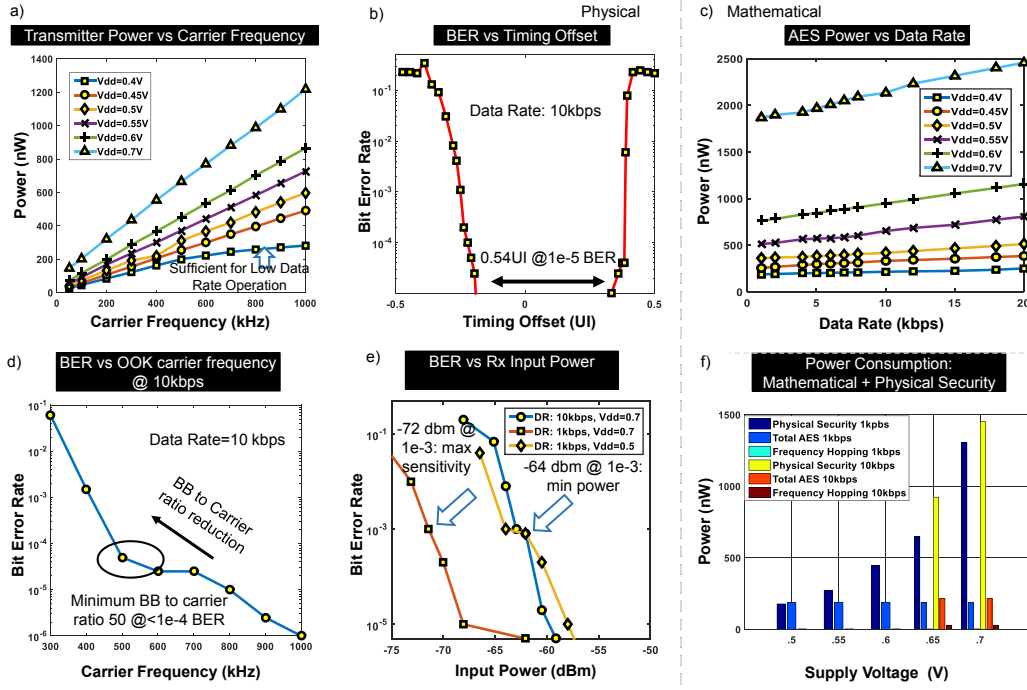 a)
Transmitter Power vs Carrier Frequency
1400
1200
1000
800
600
400
200
0
Power (nW)
Vdd=0.4V
Vdd=0.45V
Vdd=0.5V
Vdd=0.55V
Vdd=0.6V
Vdd=0.7V
Sufficient for Low Data
Rate Operation
0 200 400 600 800 1000
Carrier Frequency (kHz)
b)
Physical
BER vs Timing Offset
10-1
10-2
10-3
10-4
Bit Error Rate
Data Rate: 10kbps
0.54UI @1e-5 BER
-0.5 0 0.5
Timing Offset (UI)
c)
Mathematical
AES Power vs Data Rate
2500
2000
1500
1000
500
0
Power (nW)
Vdd=0.4V
Vdd=0.45V
Vdd=0.5V
Vdd=0.55V
Vdd=0.6V
Vdd=0.7V
0 5 10 15 20
Data Rate (kbps)
d)
BER vs OOK carrier frequency
@ 10kbps
10-1
10-2
10-3
10-4
10-5
10-6
Bit Error Rate
Data Rate=10 kbps
BB to Carrier
ratio reduction
Minimum BB to carrier
ratio 50 @<1e-4 BER
300 400 500 600 700 800 900 1000
Carrier Frequency (kHz)
e)
BER vs Rx Input Power
10-1
10-3
10-5
Bit Error Rate
-72 dbm @
1e-3: max
sensitivity
DR: 10kbps, Vdd=0.7
DR: 1kbps, Vdd=0.7
DR: 1kbps, Vdd=0.5
-64 dbm @ 1e-3:
min power
-75 -70 -65 -60 -55 -50
Input Power (dBm)
f)
Power Consumption:
Mathematical + Physical Security
1500
1000
500
0
Power (nW)
Physical Security 1kpbs
Total AES 1kbps
Frequency Hopping 1kbps
Physical Security 10kbps
Total AES 10kbps
Frequency Hopping 10kbps
.5 .55 .6 .65 .7
Supply Voltage (V)